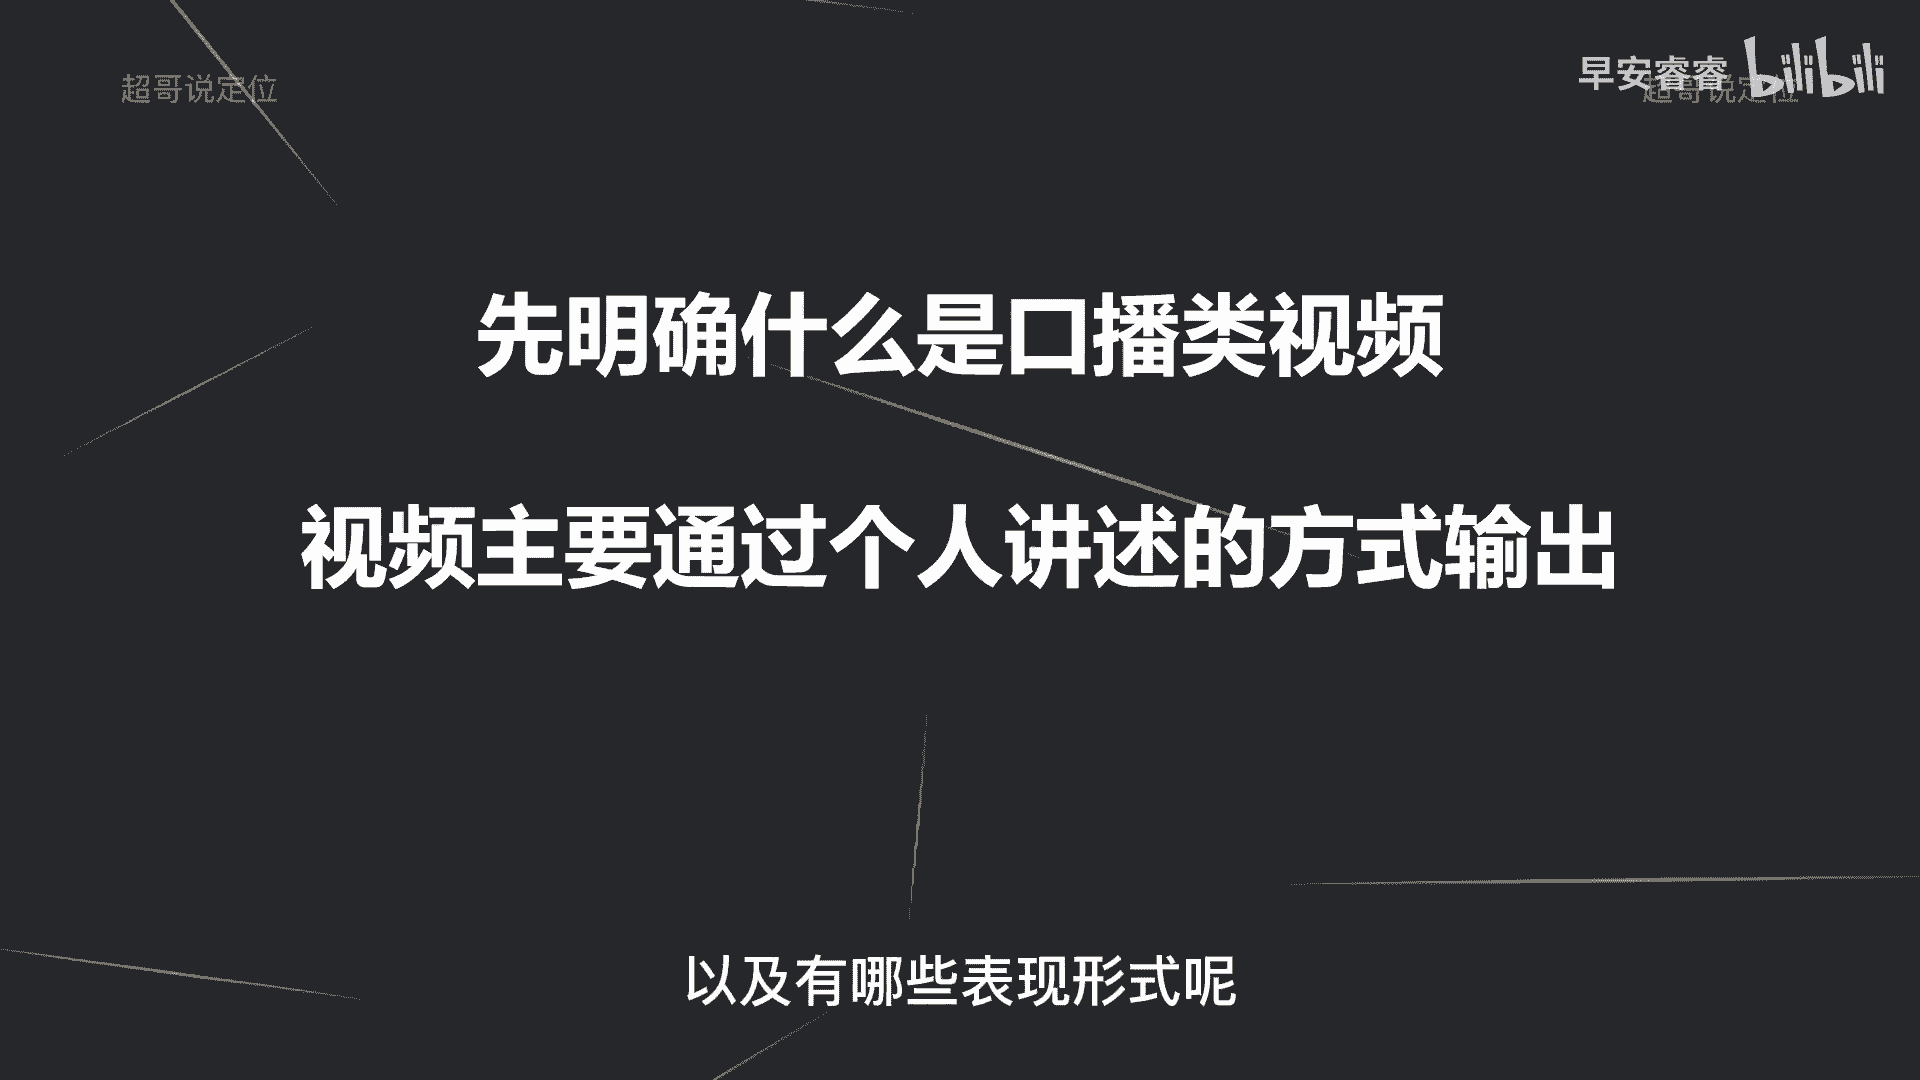 超哥说定位
早安睿睿 bilibili
超哥说定位
先明确什么是口播类视频
视频主要通过个人讲述的方式输出
以及有哪些表现形式呢